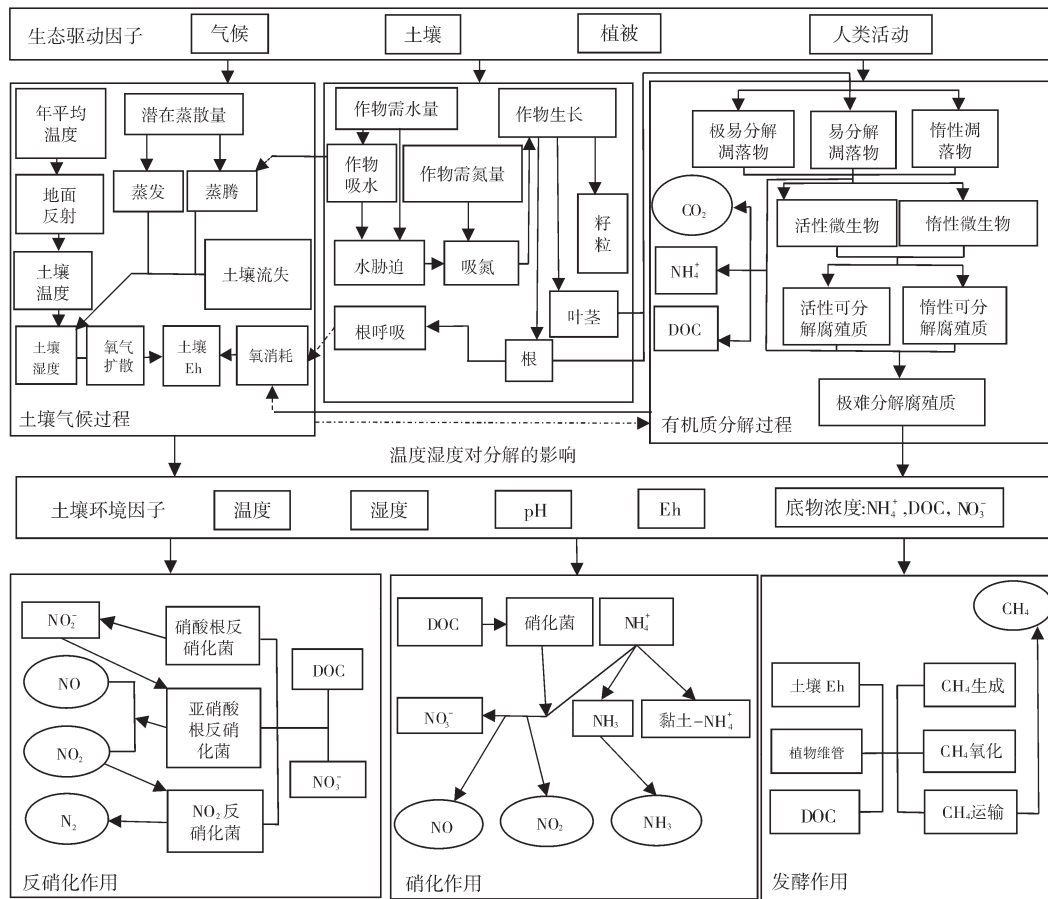 生态驱动因子
气候
土壤
植被
人类活动
年平均
温度
潜在蒸散量
地面
反射
蒸发
蒸腾
土壤
温度
土壤流失
土壤
湿度
氧气
扩散
土壤
Eh
氧消耗
土壤气候过程
作物需水量
作物生长
作物
吸水
作物需氮量
籽
粒
水胁迫
吸氮
叶茎
根呼吸
根
极易分解
凋落物
易分解
凋落物
惰性凋
落物
CO₂
活性微生物
惰性微生物
NH₄⁺
DOC
活性可分
解腐殖质
惰性可分
解腐殖质
极难分解腐殖质
有机质分解过程
温度湿度对分解的影响
土壤环境因子
温度
湿度
pH
Eh
底物浓度:NH₄⁺,DOC, NO₃⁻
NO₂⁻
硝酸根反
硝化菌
DOC
NO
亚硝酸
根反硝
化菌
NO₂
NO₃⁻
N₂
NO₂反
硝化菌
反硝化作用
DOC
硝化菌
NH₄⁺
NO₃⁻
NH₃
黏土-NH₄⁺
NO
NO₂
NH₃
硝化作用
CH₄
土壤 Eh
CH₄生成
植物维管
CH₄氧化
DOC
CH₄运输
发酵作用